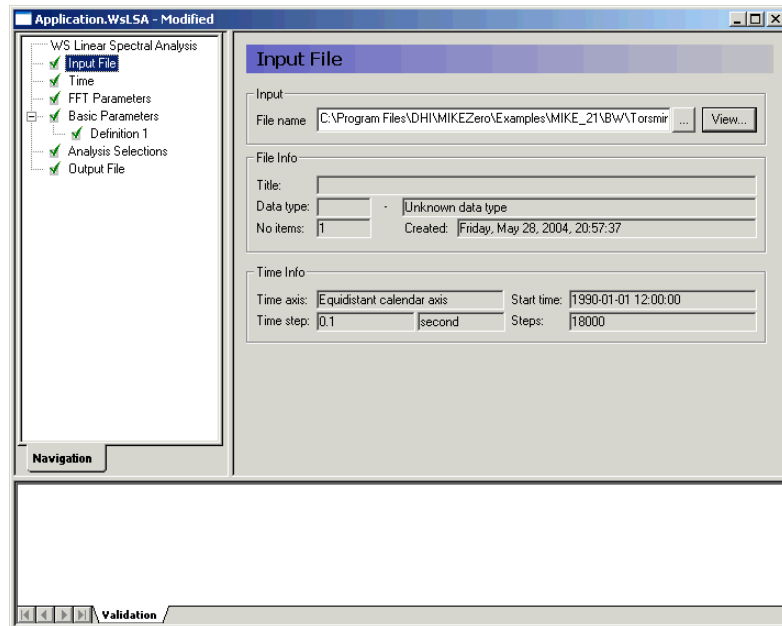 Application.WsLSA - Modified
WS Linear Spectral Analysis
Input File
Time
FFT Parameters
Basic Parameters
Definition 1
Analysis Selections
Output File
Navigation
Input File
Input
File name C:\Program Files\DHI\MIKEZero\Examples\MIKE_21\BW\Torsmir ... View...
File Info
Title:
Data type: - Unknown data type
No items: 1 Created: Friday, May 28, 2004, 20:57:37
Time Info
Time axis: Equidistant calendar axis Start time: 1990-01-01 12:00:00
Time step: 0.1 second Steps: 18000
Validation